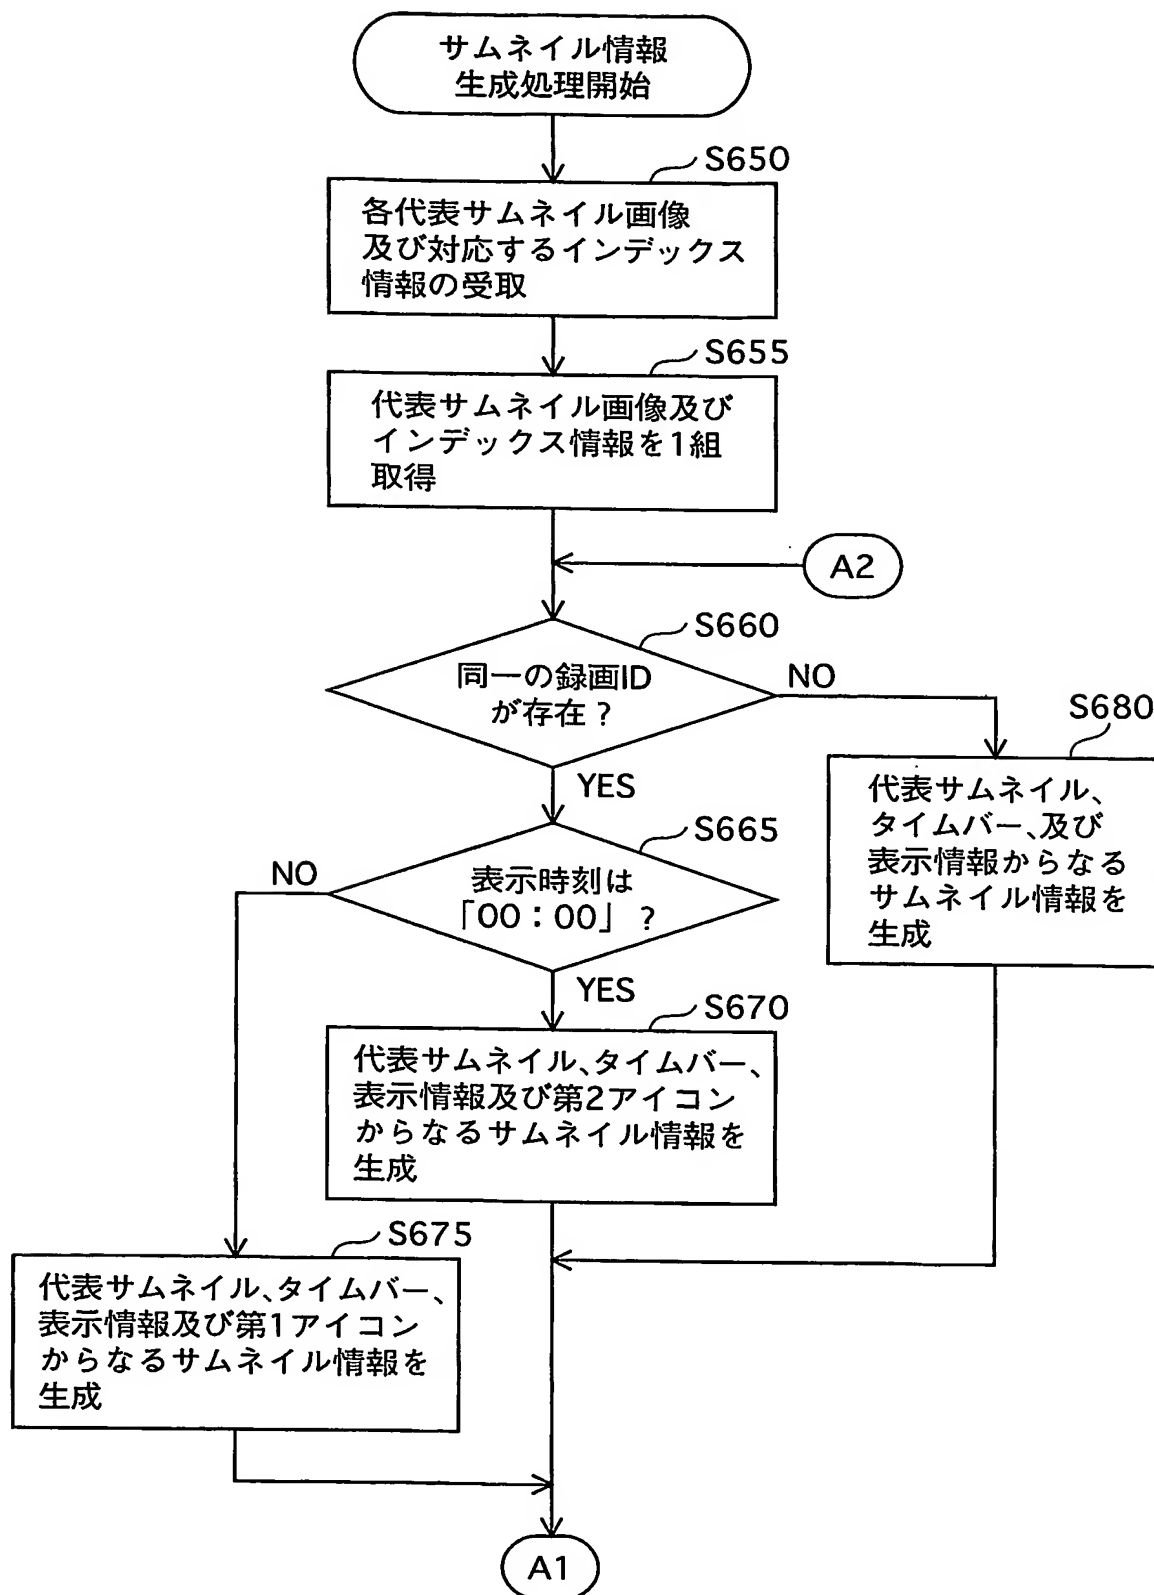 サムネイル情報
生成処理開始
S650
各代表サムネイル画像
及び対応するインデックス
情報の受取
S655
代表サムネイル画像及び
インデックス情報を1組
取得
A2
S660
同一の録画ID
が存在？
NO
YES
S680
代表サムネイル、
タイムバー、及び
表示情報からなる
サムネイル情報を
生成
S665
表示時刻は
「00：00」？
NO
YES
S670
代表サムネイル、タイムバー、
表示情報及び第2アイコン
からなるサムネイル情報を
生成
S675
代表サムネイル、タイムバー、
表示情報及び第1アイコン
からなるサムネイル情報を
生成
A1